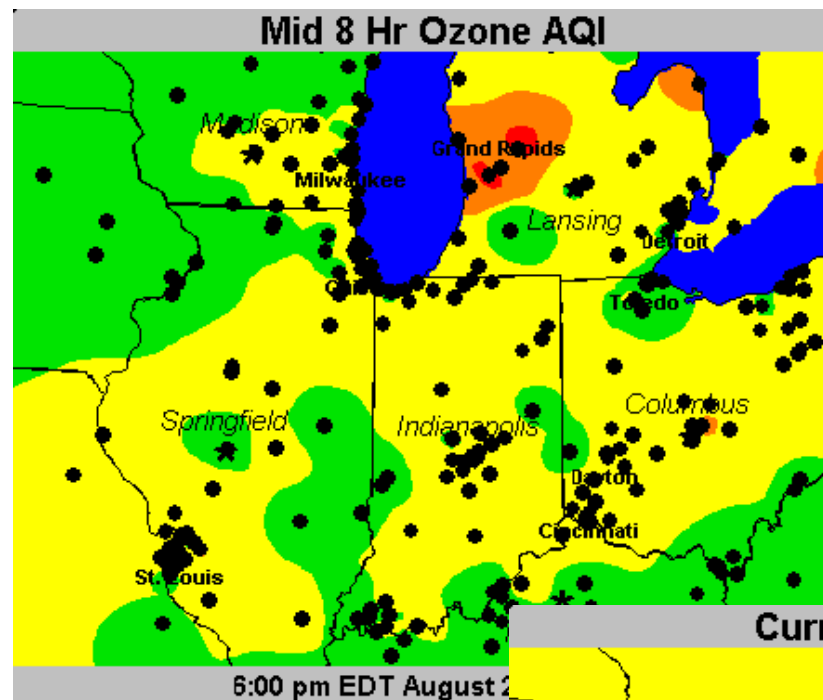 Mid 8 Hr Ozone AQI
Madison
Grand Rapids
Milwaukee
Lansing
Detroit
Toledo
Springfield
Indianapolis
Columbus
Dayton
Cincinnati
St. Louis
Curr
6:00 pm EDT August 2